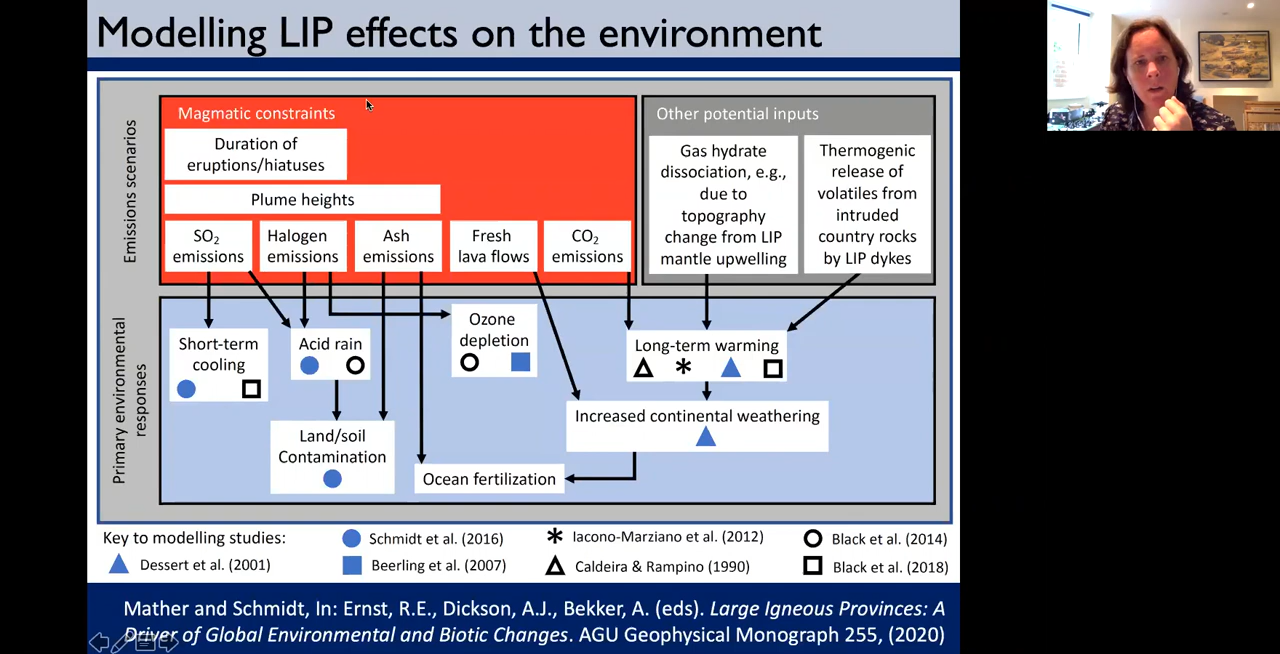 Modelling LIP effects on the environment
Emissions scenarios
Magmatic constraints
Duration of
eruptions/hiatuses
Plume heights
SO₂
emissions
Halogen
emissions
Ash
emissions
Fresh
lava flows
CO₂
emissions
Other potential inputs
Gas hydrate
dissociation, e.g.,
due to
topography
change from LIP
mantle upwelling
Thermogenic
release of
volatiles from
intruded
country rocks
by LIP dykes
Primary environmental
responses
Short-term
cooling
Acid rain
Ozone
depletion
Long-term warming
Increased continental weathering
Land/soil
Contamination
Ocean fertilization
Key to modelling studies:
Schmidt et al. (2016)
Iacono-Marziano et al. (2012)
Black et al. (2014)
Dessert et al. (2001)
Beerling et al. (2007)
Caldeira & Rampino (1990)
Black et al. (2018)
Mather and Schmidt, In: Ernst, R.E., Dickson, A.J., Bekker, A. (eds). Large Igneous Provinces: A
Driver of Global Environmental and Biotic Changes. AGU Geophysical Monograph 255, (2020)